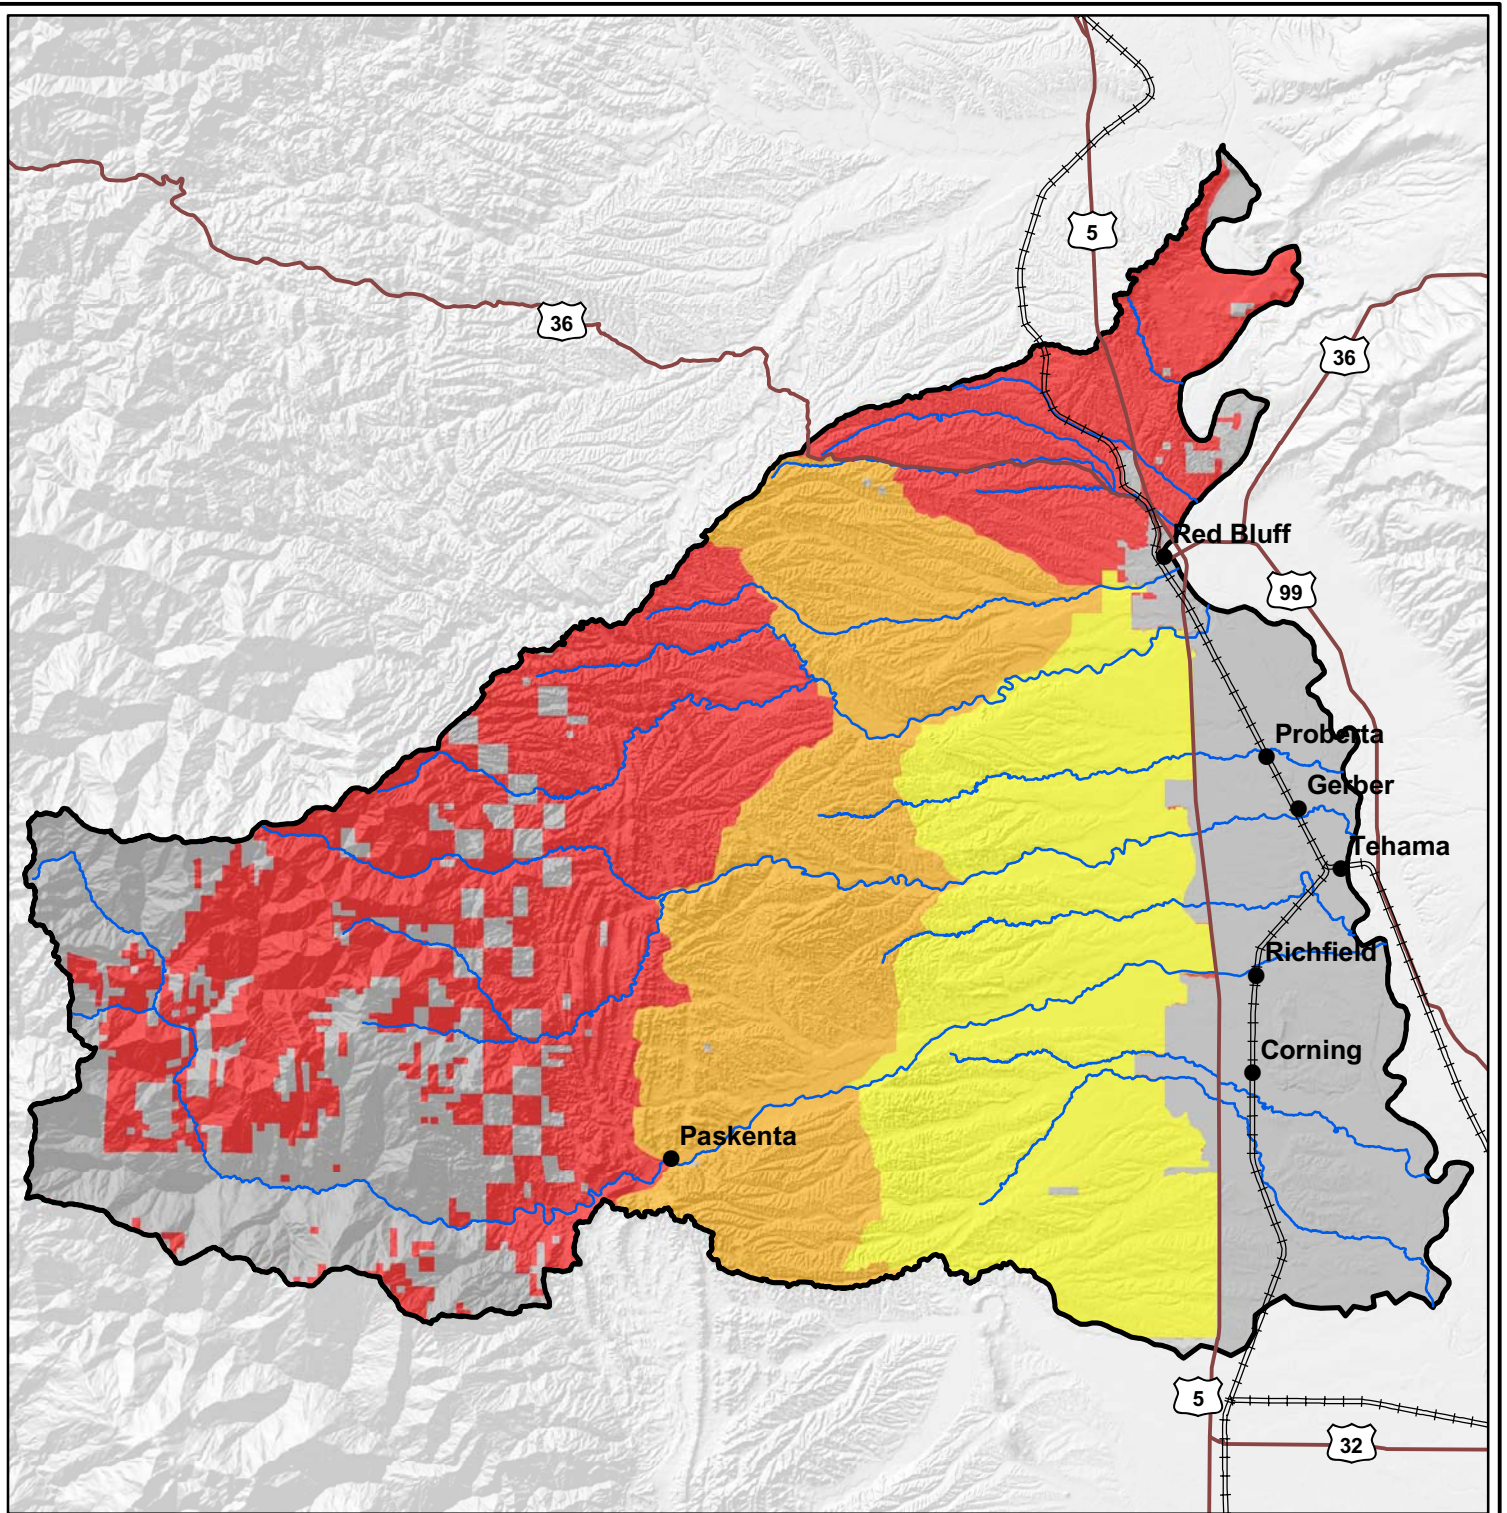 5
36
36
Red Bluff
99
Proberta
Gerber
Tehama
Richfield
Corning
Paskenta
5
32